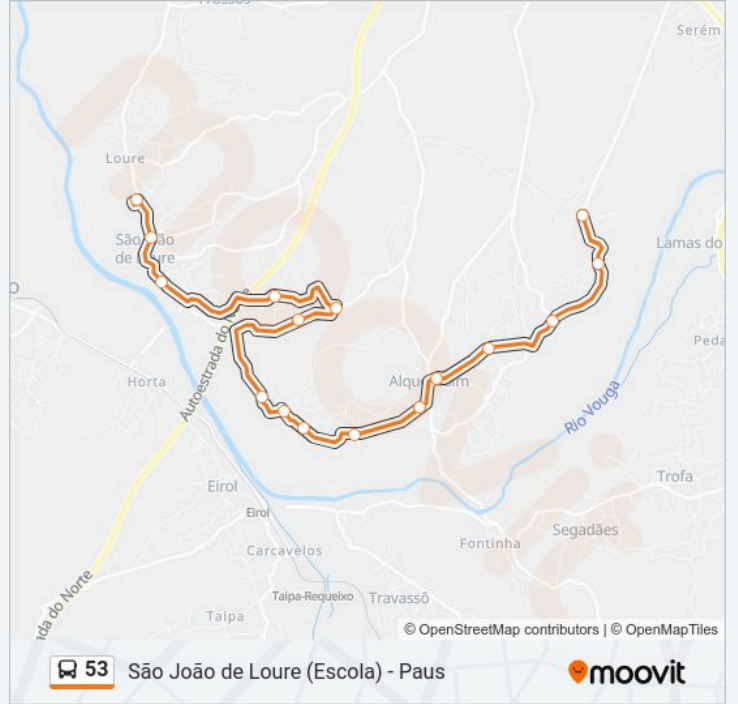 Serém
Loure
São João
de Loure
Lamas do
Horta
Alquerubim
Autoestrada do N
Rio Vouga
Trofa
Eirol
Eirol
Segadães
Fontinha
Carcavelos
Taipa-Requeixo
Travassô
Taipa
ada do Norte
© OpenStreetMap contributors | © OpenMapTiles
53 São João de Loure (Escola) - Paus
moovit